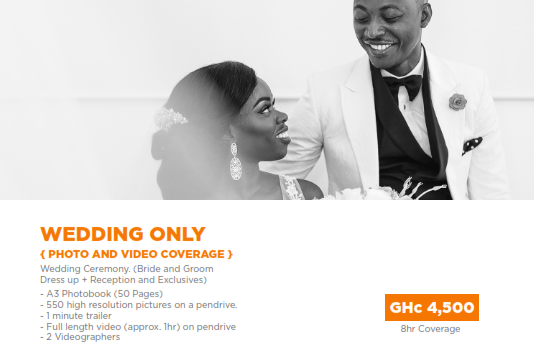 WEDDING ONLY
{ PHOTO AND VIDEO COVERAGE }
Wedding Ceremony. (Bride and Groom
Dress up + Reception and Exclusives)
- A3 Photobook (50 Pages)
- 550 high resolution pictures on a pendrive.
- 1 minute trailer
- Full length video (approx. 1hr) on pendrive
- 2 Videographers
GHc 4,500
8hr Coverage